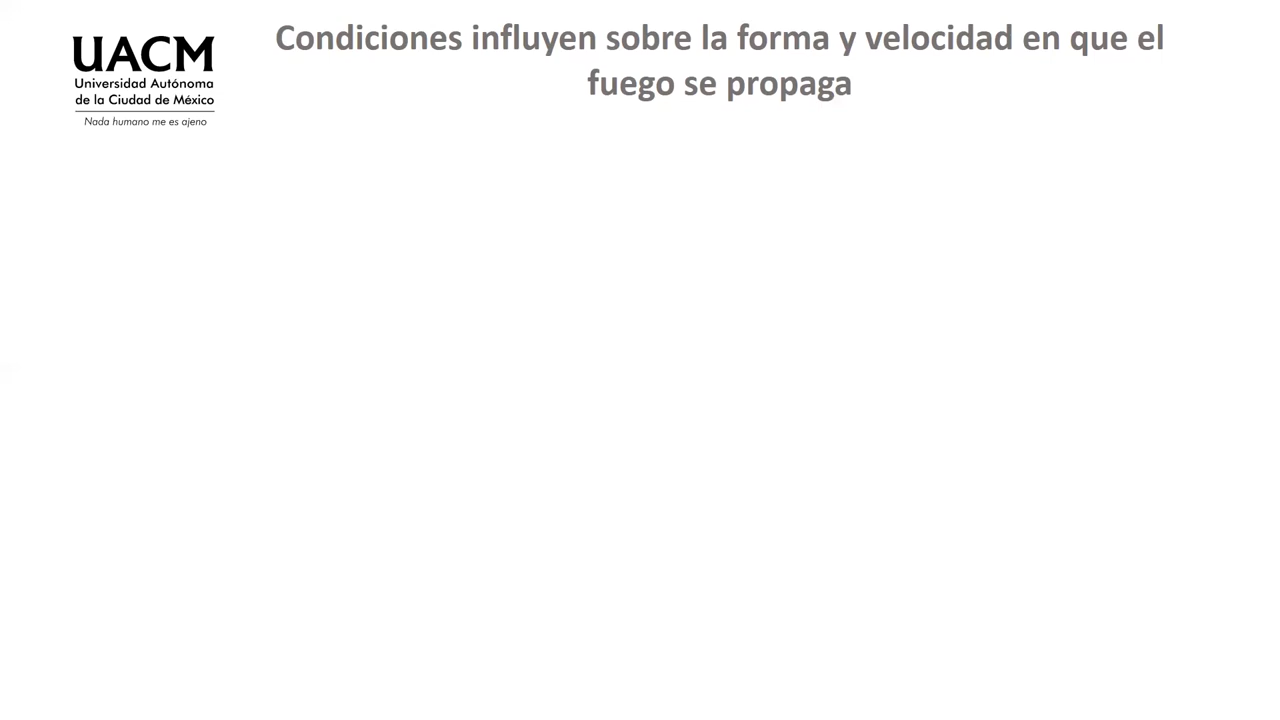 UACM
Universidad Autónoma
de la Ciudad de México
Nada humano me es ajeno
Condiciones influyen sobre la forma y velocidad en que el
fuego se propaga